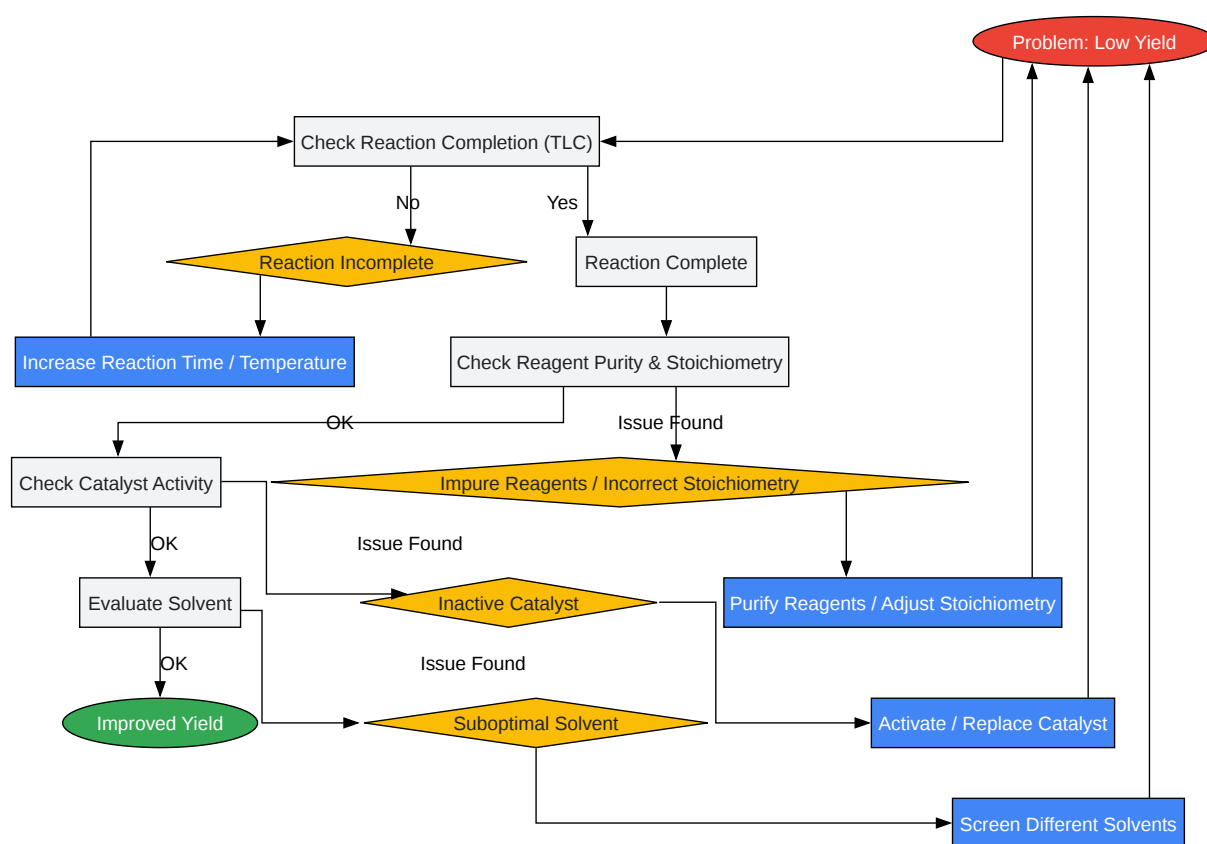 Problem: Low Yield
Check Reaction Completion (TLC)
No
Yes
Reaction Incomplete
Reaction Complete
Increase Reaction Time / Temperature
Check Reagent Purity & Stoichiometry
OK
Issue Found
Check Catalyst Activity
Impure Reagents / Incorrect Stoichiometry
OK
Issue Found
Evaluate Solvent
Inactive Catalyst
Purify Reagents / Adjust Stoichiometry
OK
Issue Found
Improved Yield
Suboptimal Solvent
Activate / Replace Catalyst
Screen Different Solvents